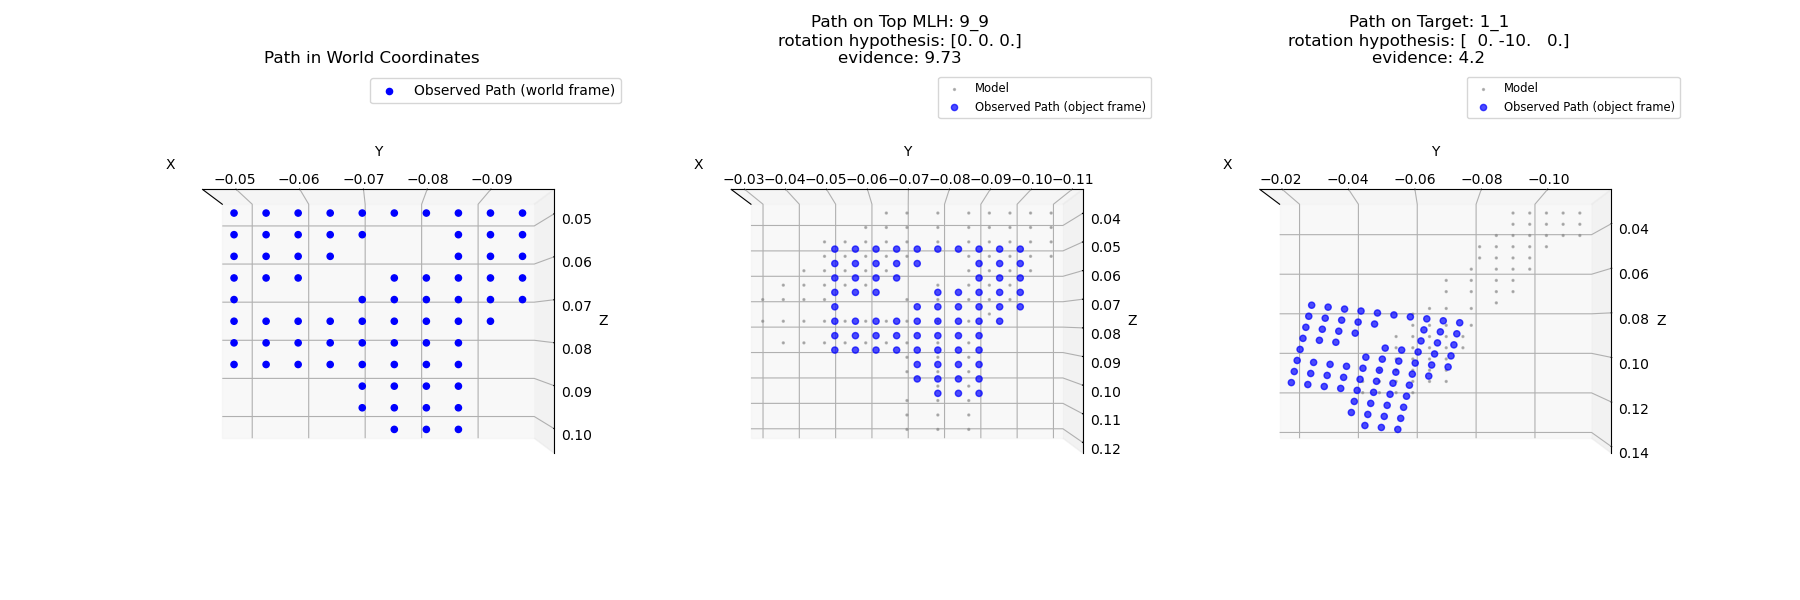 Path in World Coordinates
Observed Path (world frame)
X
Y
−0.05 −0.06 −0.07 −0.08 −0.09
0.05
0.06
0.07
Z
0.08
0.09
0.10
Path on Top MLH: 9_9
rotation hypothesis: [0. 0. 0.]
evidence: 9.73
Model
Observed Path (object frame)
X
Y
−0.03 −0.04 −0.05 −0.06 −0.07 −0.08 −0.09 −0.10 −0.11
0.04
0.05
0.06
0.07
Z
0.08
0.09
0.10
0.11
0.12
Path on Target: 1_1
rotation hypothesis: [  0. -10.   0.]
evidence: 4.2
Model
Observed Path (object frame)
X
Y
−0.02 −0.04 −0.06 −0.08 −0.10
0.04
0.06
0.08
Z
0.10
0.12
0.14